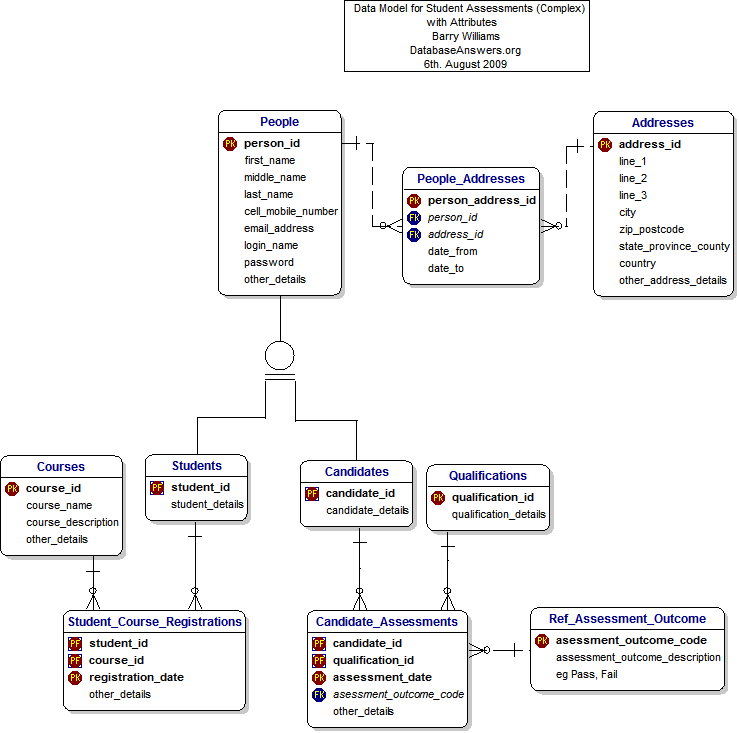 Data Model for Student Assessments (Complex)
with Attributes
Barry Williams
DatabaseAnswers.org
6th. August 2009
People
PK person_id
first_name
middle_name
last_name
cell_mobile_number
email_address
login_name
password
other_details
People_Addresses
PK person_address_id
FK person_id
FK address_id
date_from
date_to
Addresses
PK address_id
line_1
line_2
line_3
city
zip_postcode
state_province_county
country
other_address_details
Courses
PK course_id
course_name
course_description
other_details
Students
PF student_id
student_details
Candidates
PF candidate_id
candidate_details
Qualifications
PK qualification_id
qualification_details
Student_Course_Registrations
PF student_id
PF course_id
PK registration_date
other_details
Candidate_Assessments
PF candidate_id
PF qualification_id
PK assessment_date
FK asessment_outcome_code
other_details
Ref_Assessment_Outcome
PK asessment_outcome_code
assessment_outcome_description
eg Pass, Fail